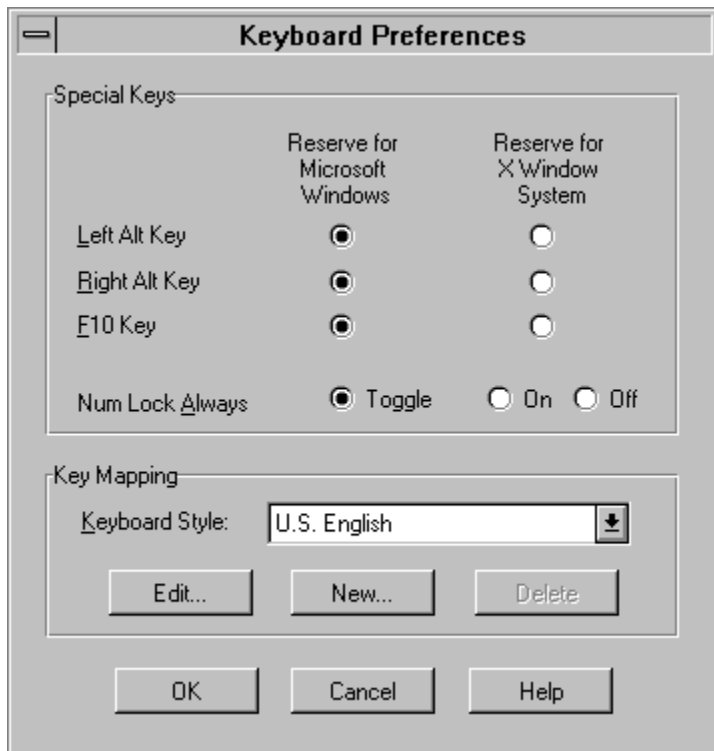 Keyboard Preferences
Special Keys
Reserve for Microsoft Windows
Reserve for X Window System
Left Alt Key
Right Alt Key
F10 Key
Num Lock Always Toggle On Off
Key Mapping
Keyboard Style: U.S. English
Edit... New... Delete
OK Cancel Help